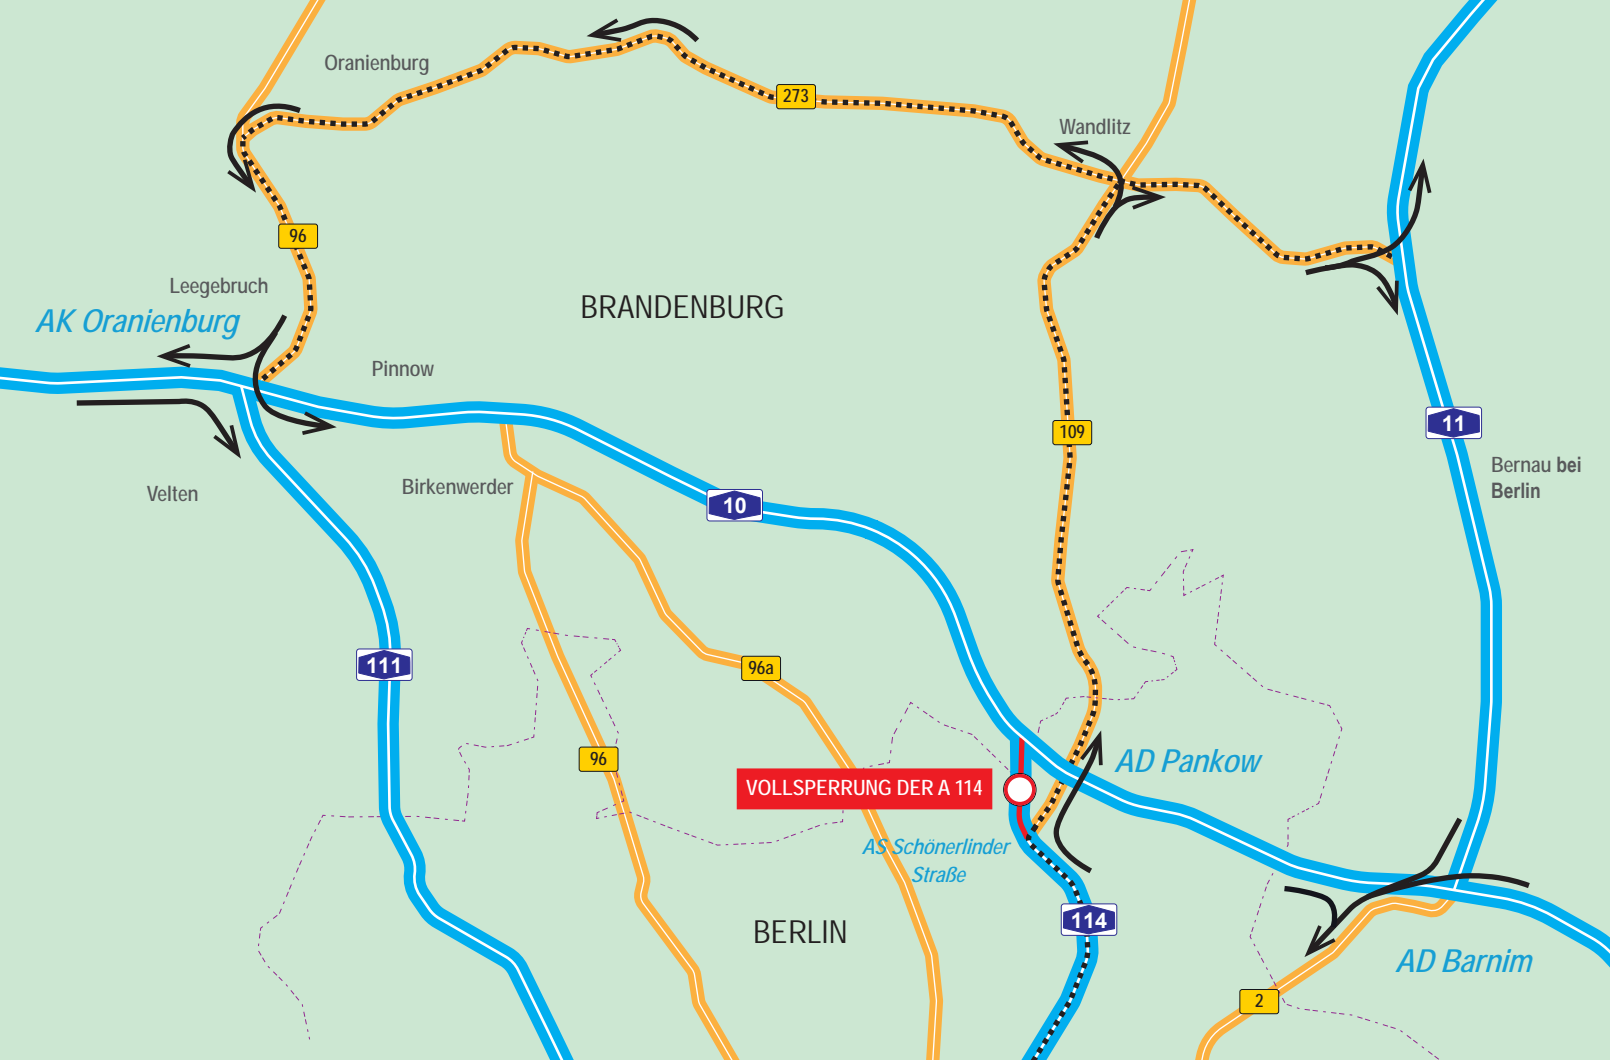 Oranienburg
273
Wandlitz
96
Leegebruch
AK Oranienburg
BRANDENBURG
Pinnow
11
109
Bernau bei
Berlin
Birkenwerder
Velten
10
111
96a
96
AD Pankow
VOLLSPERRUNG DER A 114
AS Schönerlinder
Straße
114
BERLIN
AD Barnim
2